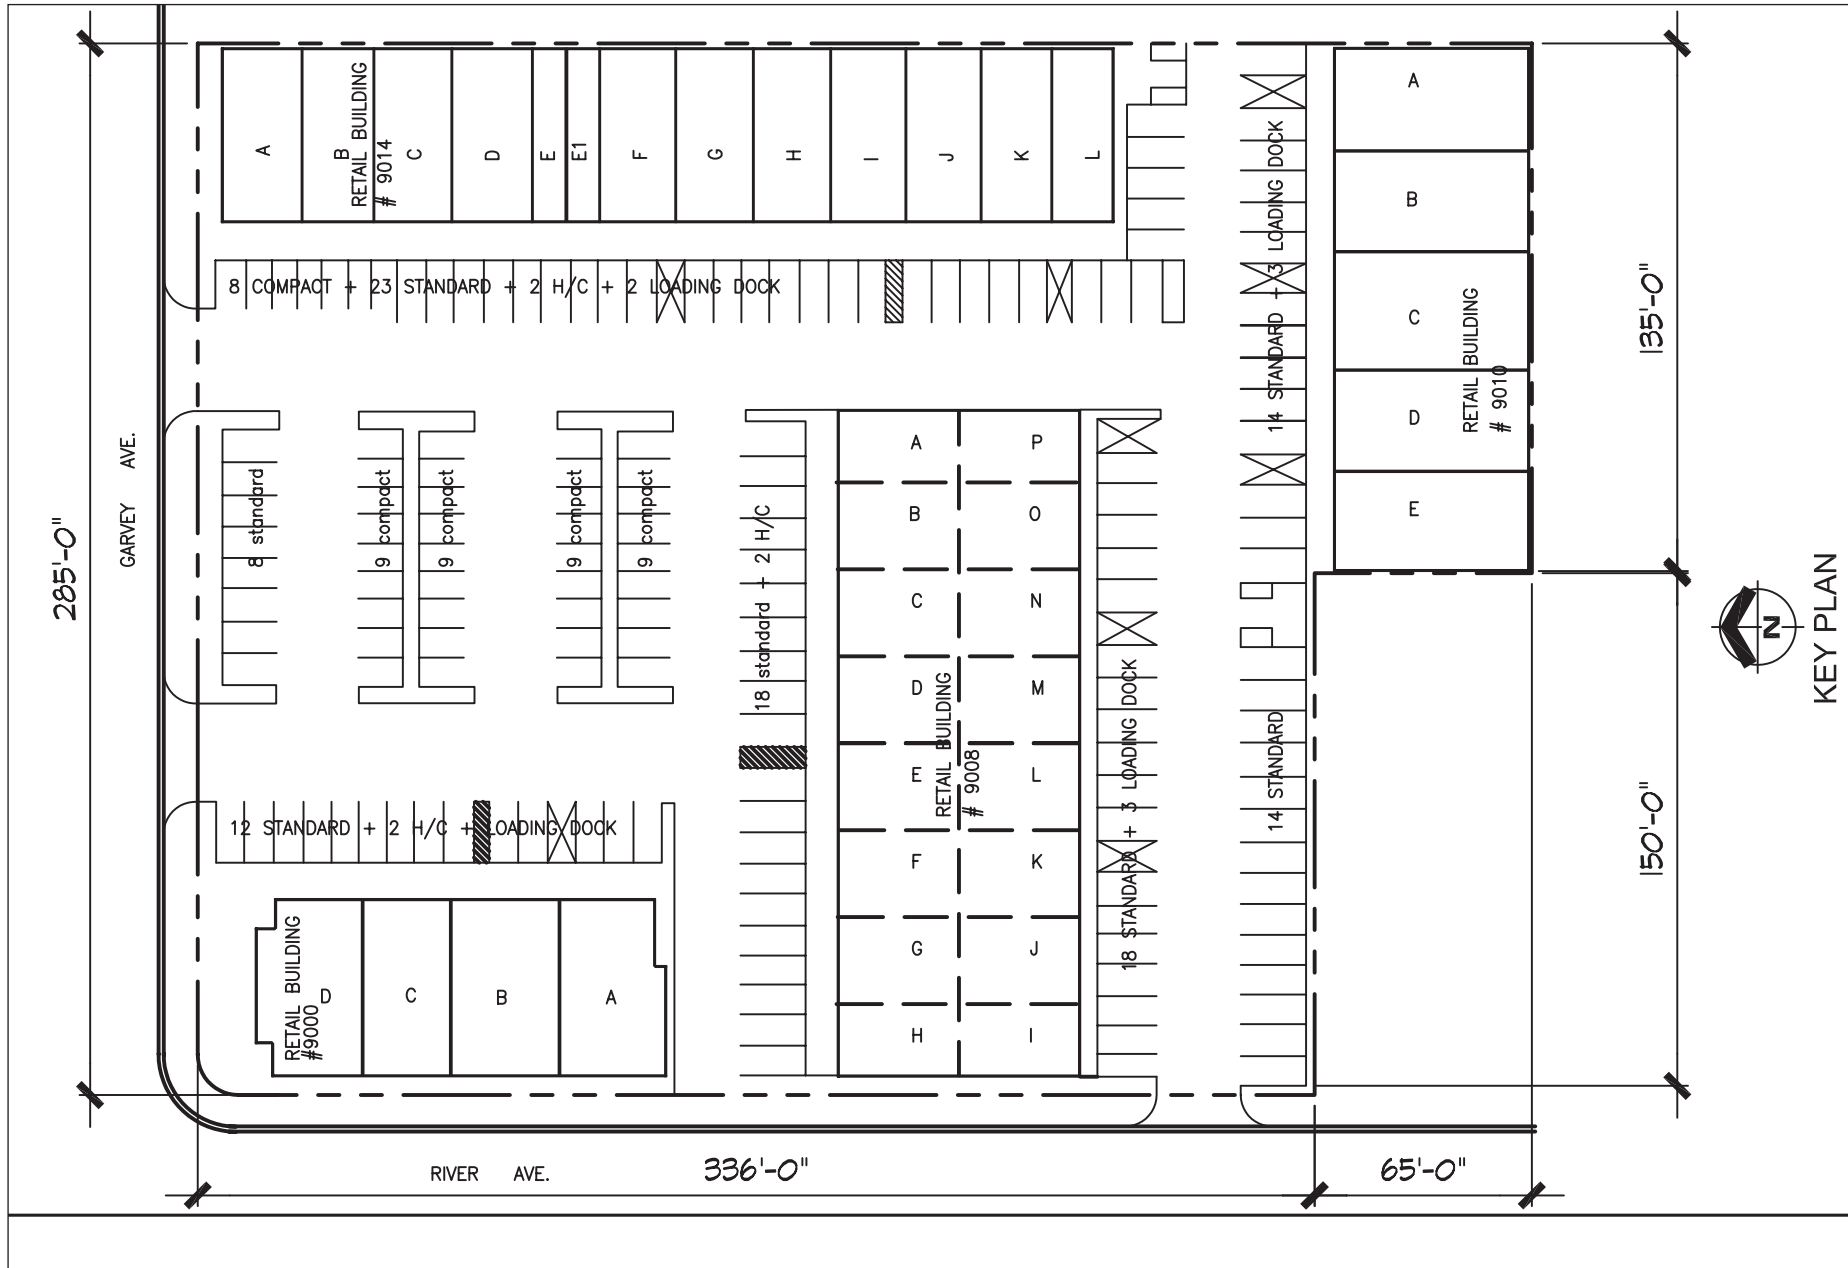 285'-0"
GARVEY AVE.
A
B
C
D
E
E1
F
G
H
I
J
K
L
RETAIL BUILDING
# 9014
8 COMPACT + 23 STANDARD + 2 H/C + 2 LOADING DOCK
8 standard
9 compact
9 compact
9 compact
9 compact
18 standard + 2 H/C
A
B
C
D
E
F
G
H
P
O
N
M
L
K
J
I
RETAIL BUILDING
# 9008
18 STANDARD + 3 LOADING DOCK
14 STANDARD + 3 LOADING DOCK
14 STANDARD
A
B
C
D
E
RETAIL BUILDING
# 9010
12 STANDARD + 2 H/C + LOADING DOCK
RETAIL BUILDING
#9000
D
C
B
A
135'-0"
150'-0"
N
KEY PLAN
RIVER AVE.
336'-0"
65'-0"